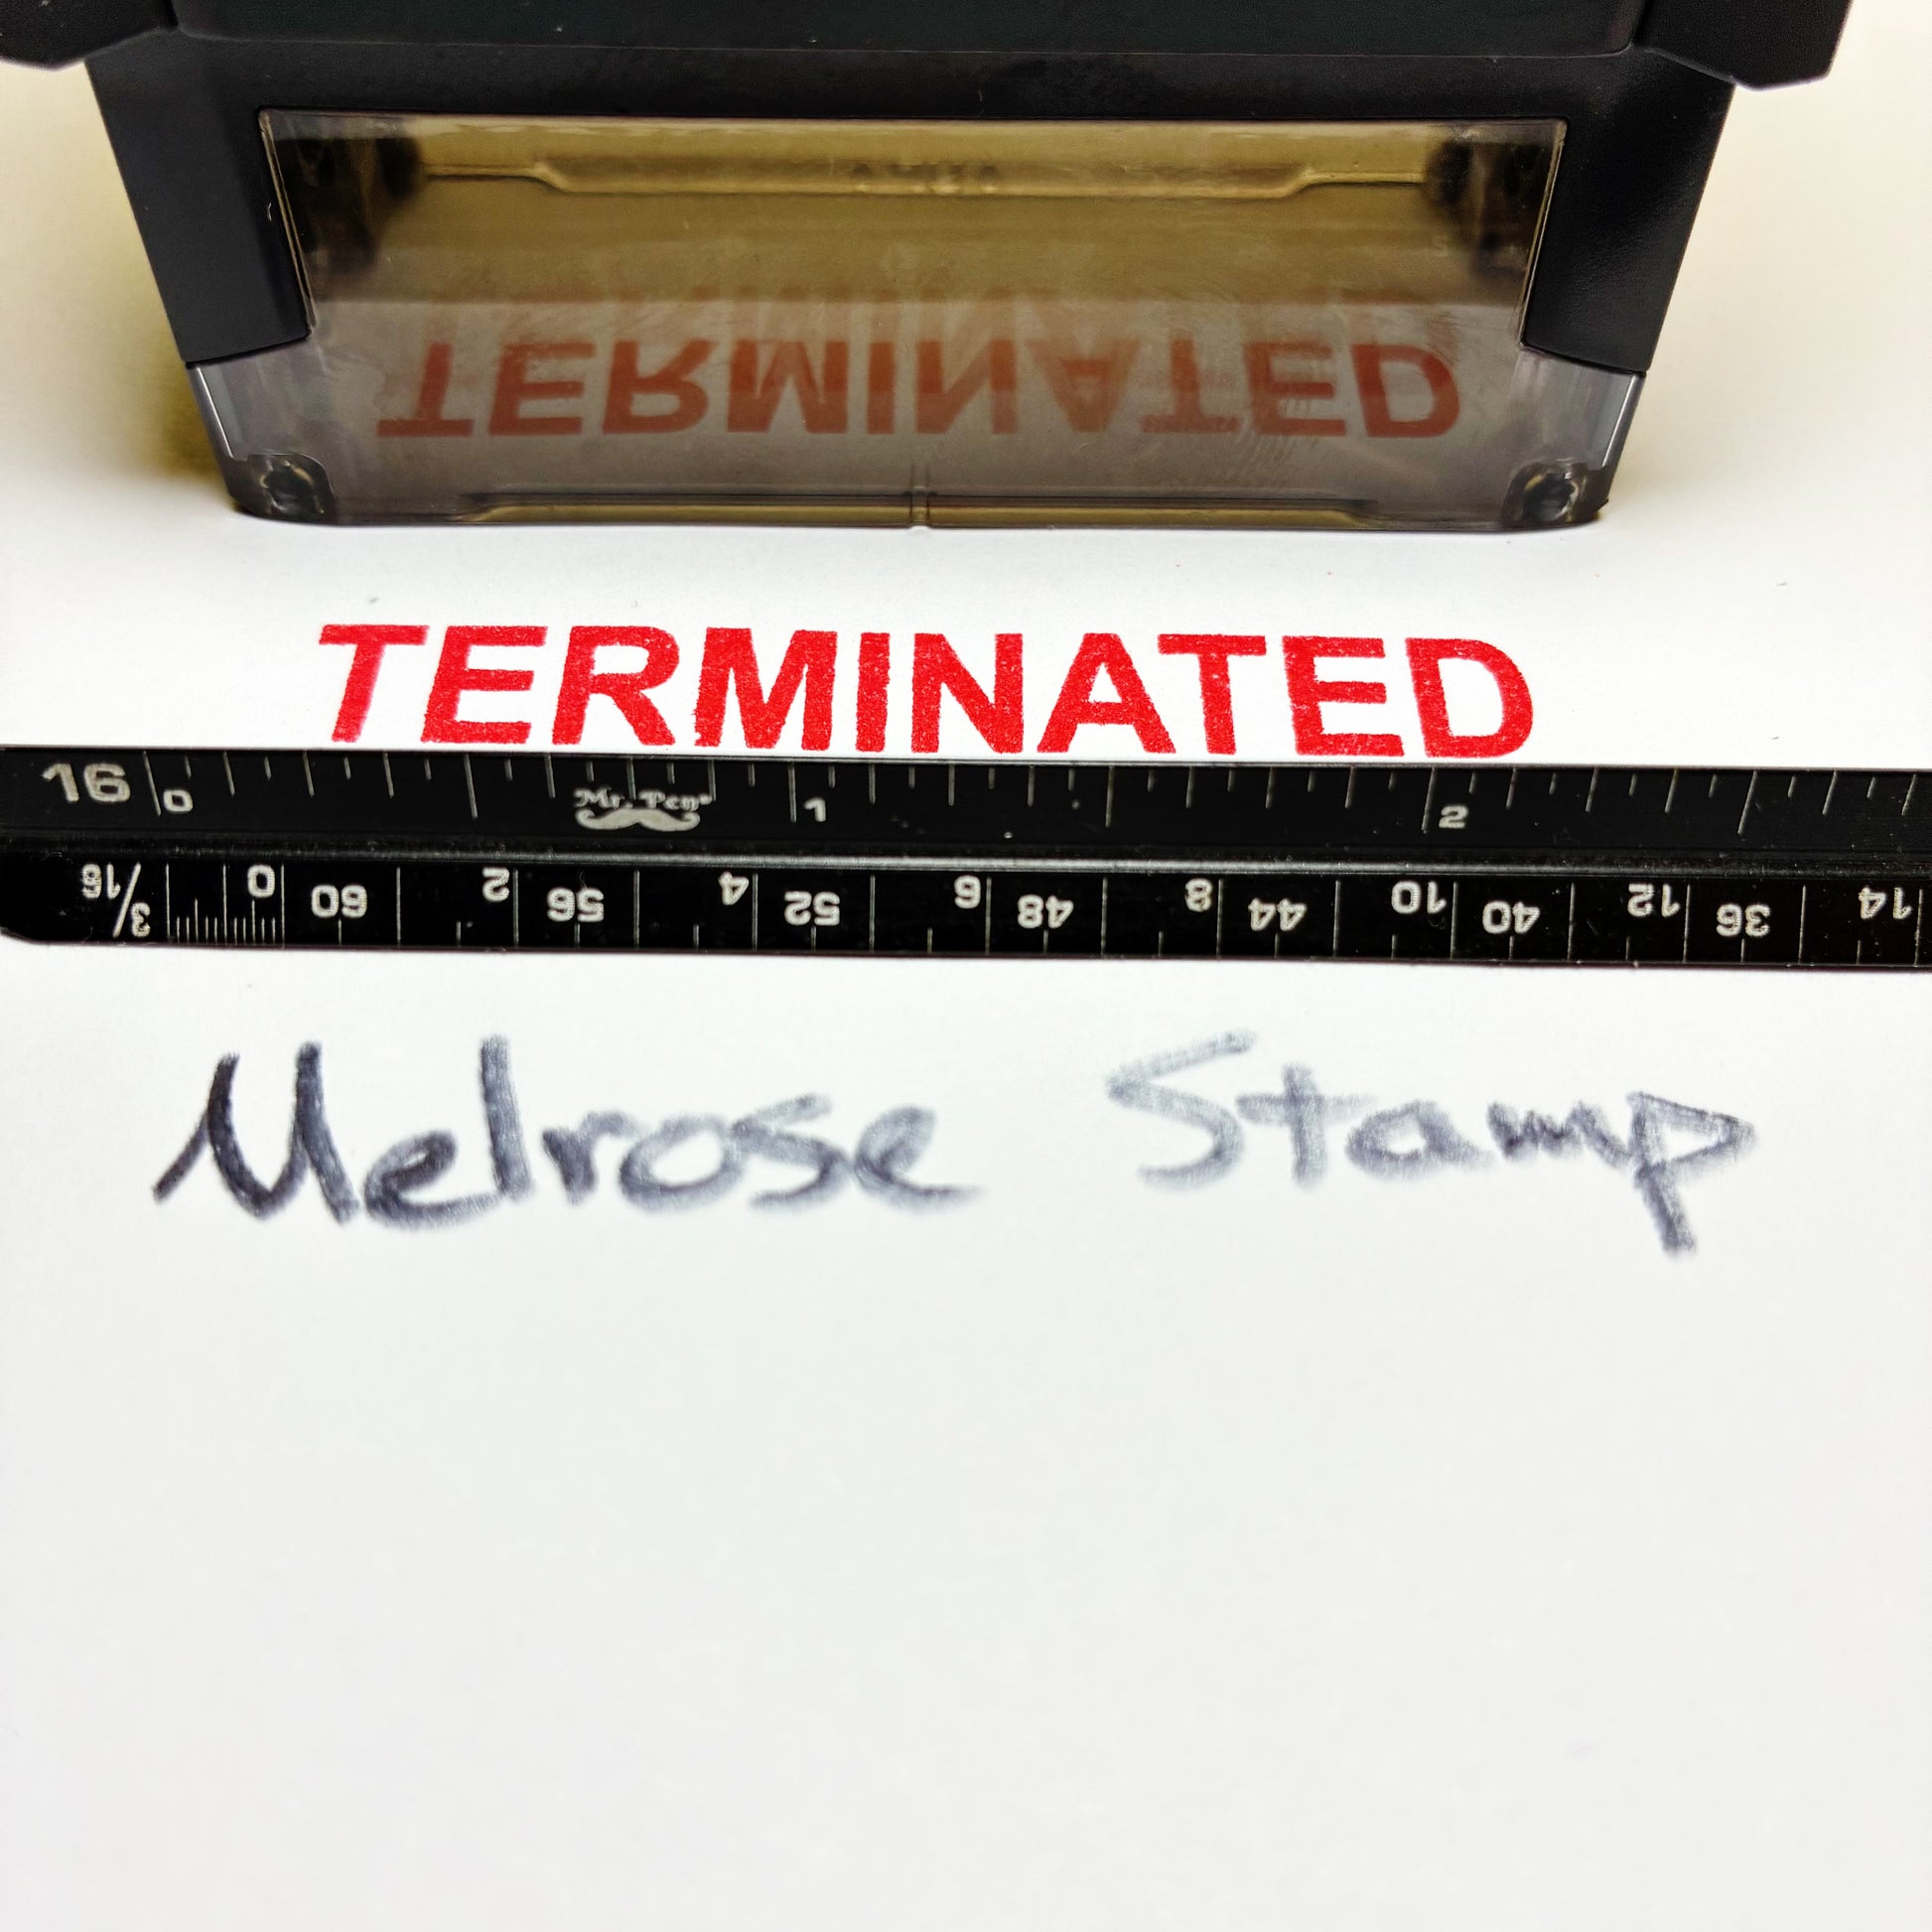 TERMINATED
TERMINATED
16 0 Mr. Pen® 1 2
3/16 0 60 2 56 4 52 6 48 8 44 10 40 12 36 14
Melrose Stamp